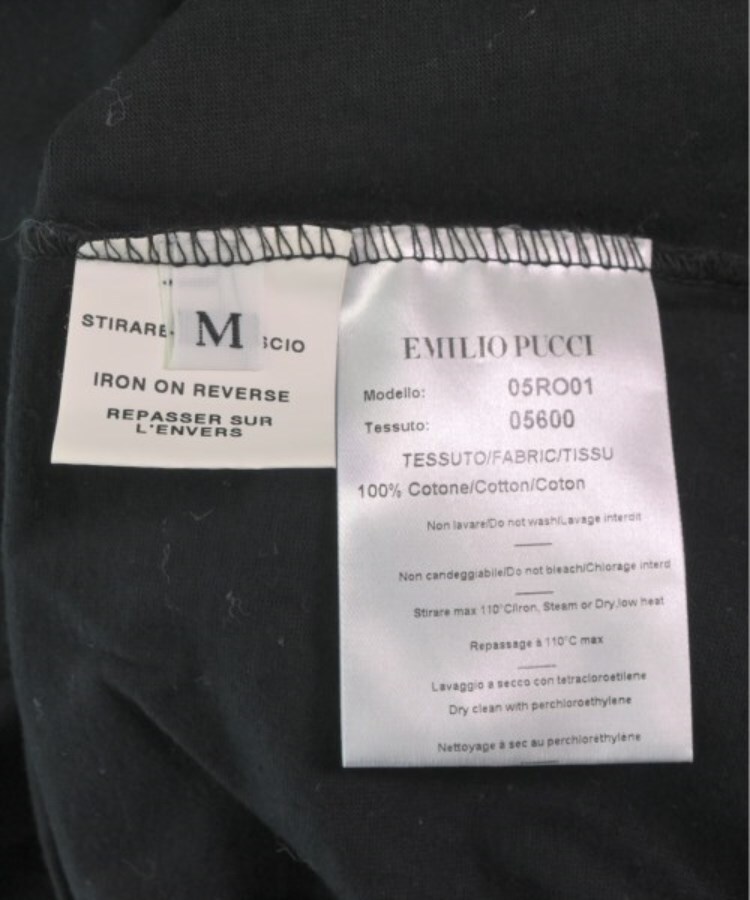 STIRARE
M
SCIO
IRON ON REVERSE
REPASSER SUR
L'ENVERS
EMILIO PUCCI
Modello: 05RO01
Tessuto: 05600
TESSUTO/FABRIC/TISSU
100% Cotone/Cotton/Coton
Non lavare/Do not wash/Lavage interdit
Non candeggiabile/Do not bleach/Chlorage interd
Stirare max 110°C/Iron, Steam or Dry,low heat
Repassage à 110°C max
Lavaggio a secco con tetracloroetilene
Dry clean with perchloroethylene
Nettoyage à sec au perchloréthylene